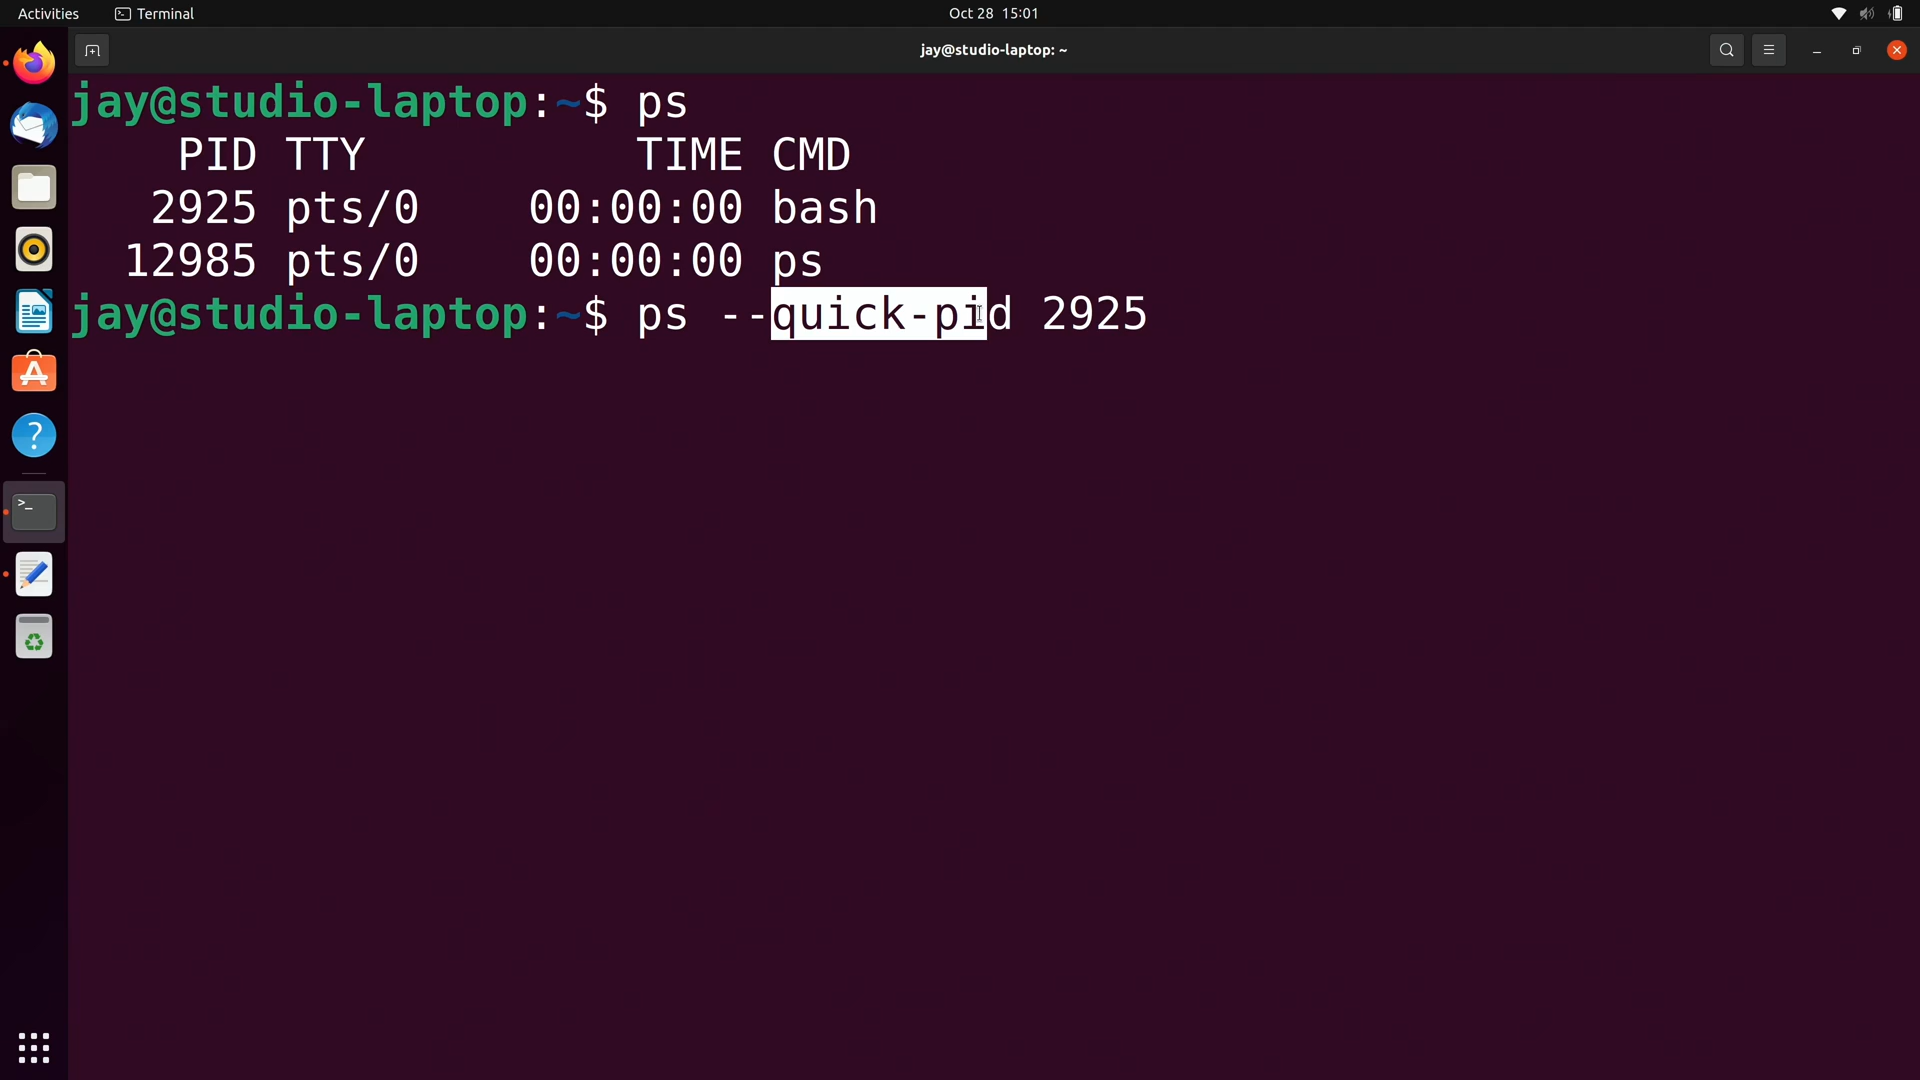 Activities Terminal Oct 28 15:01
jay@studio-laptop: ~
jay@studio-laptop:~$ ps
PID TTY TIME CMD
2925 pts/0 00:00:00 bash
12985 pts/0 00:00:00 ps
jay@studio-laptop:~$ ps --quick-pid 2925